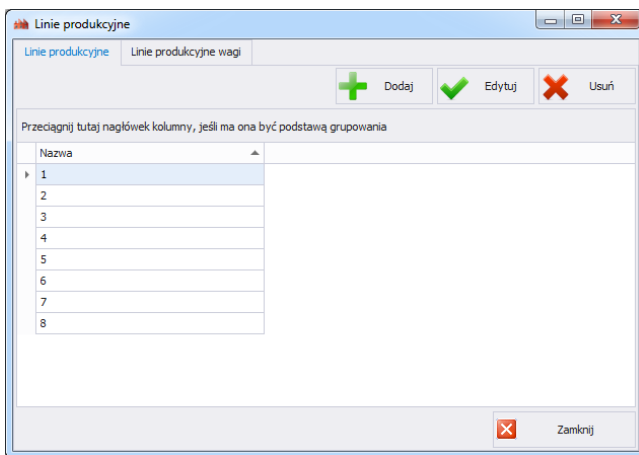 Linie produkcyjne
Linie produkcyjne Linie produkcyjne wagi
Dodaj Edytuj Usuń
Przeciągnij tutaj nagłówek kolumny, jeśli ma ona być podstawą grupowania
Nazwa
1
2
3
4
5
6
7
8
Zamknij